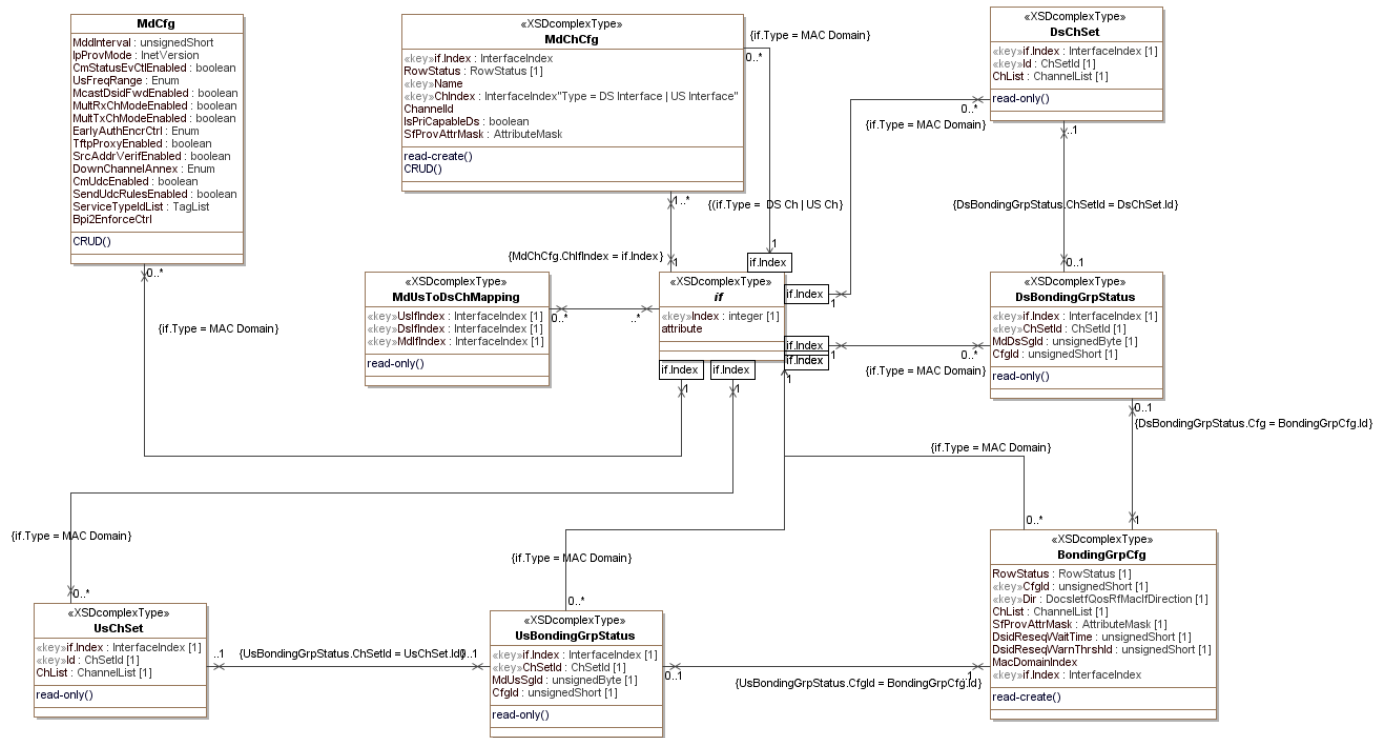 MdCfg
MddInterval : unsignedShort
IpProvMode : InetVersion
CmStatusEvCtlEnabled : boolean
UsFreqRange : Enum
McastDsidFwdEnabled : boolean
MultRxChModeEnabled : boolean
MultTxChModeEnabled : boolean
EarlyAuthEncrCtrl : Enum
TftpProxyEnabled : boolean
SrcAddrVerifEnabled : boolean
DownChannelAnnex : Enum
CmUdcEnabled : boolean
SendUdcRulesEnabled : boolean
ServiceTypeIdList : TagList
Bpi2EnforceCtrl
CRUD()
0..*
{if.Type = MAC Domain}
«XSDcomplexType»
MdChCfg
«key»if.Index : InterfaceIndex
RowStatus : RowStatus [1]
«key»Name
«key»ChIndex : InterfaceIndex"Type = DS Interface | US Interface"
ChannelId
IsPriCapableDs : boolean
SfProvAttrMask : AttributeMask
read-create()
CRUD()
{if.Type = MAC Domain}
0..*
1..*
{(if.Type = DS Ch | US Ch}
{MdChCfg.ChIfIndex = if.Index}
1
1
if.Index
«XSDcomplexType»
DsChSet
«key»if.Index : InterfaceIndex [1]
«key»Id : ChSetId [1]
ChList : ChannelList [1]
read-only()
0..*
{if.Type = MAC Domain}
..1
{DsBondingGrpStatus.ChSetId = DsChSet.Id}
0..1
«XSDcomplexType»
MdUsToDsChMapping
«key»UsIfIndex : InterfaceIndex [1]
«key»DsIfIndex : InterfaceIndex [1]
«key»MdIfIndex : InterfaceIndex [1]
read-only()
0..*
..*
«XSDcomplexType»
if
«key»Index : integer [1]
attribute
if.Index
1
if.Index
1
if.Index
1
if.Index
1
if.Index
1
0..*
{if.Type = MAC Domain}
«XSDcomplexType»
DsBondingGrpStatus
«key»if.Index : InterfaceIndex [1]
«key»ChSetId : ChSetId [1]
MdDsSgId : unsignedByte [1]
CfgId : unsignedShort [1]
read-only()
0..1
{DsBondingGrpStatus.Cfg = BondingGrpCfg.Id}
{if.Type = MAC Domain}
0..*
1
{if.Type = MAC Domain}
0..*
{if.Type = MAC Domain}
0..*
«XSDcomplexType»
UsChSet
«key»if.Index : InterfaceIndex [1]
«key»Id : ChSetId [1]
ChList : ChannelList [1]
read-only()
..1
{UsBondingGrpStatus.ChSetId = UsChSet.Id}
0..1
«XSDcomplexType»
UsBondingGrpStatus
«key»if.Index : InterfaceIndex [1]
«key»ChSetId : ChSetId [1]
MdUsSgId : unsignedByte [1]
CfgId : unsignedShort [1]
read-only()
0..1
{UsBondingGrpStatus.CfgId = BondingGrpCfg.Id}
1
«XSDcomplexType»
BondingGrpCfg
RowStatus : RowStatus [1]
«key»CfgId : unsignedShort [1]
«key»Dir : DocsIetfQosRfMacIfDirection [1]
ChList : ChannelList [1]
SfProvAttrMask : AttributeMask [1]
DsidReseqWaitTime : unsignedShort [1]
DsidReseqWarnThrshld : unsignedShort [1]
MacDomainIndex
«key»if.Index : InterfaceIndex
read-create()